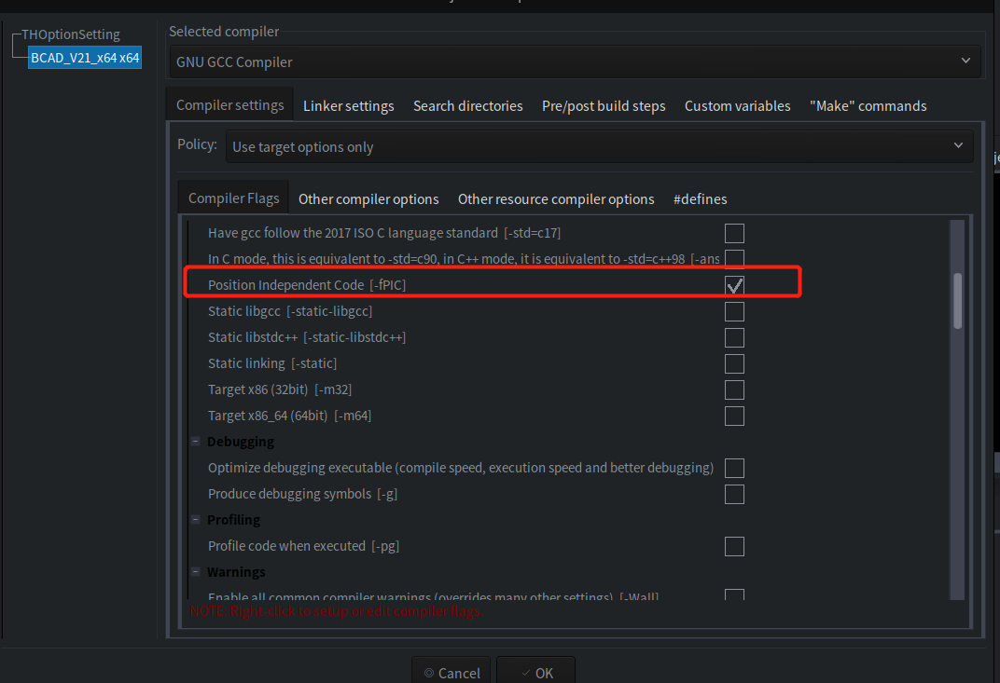 THOptionSetting
BCAD_V21_x64 x64
Selected compiler
GNU GCC Compiler
Compiler settings
Linker settings
Search directories
Pre/post build steps
Custom variables
"Make" commands
Policy:
Use target options only
Compiler Flags
Other compiler options
Other resource compiler options
#defines
Have gcc follow the 2017 ISO C language standard [-std=c17]
In C mode, this is equivalent to -std=c90, in C++ mode, it is equivalent to -std=c++98 [-ans
Position Independent Code [-fPIC]
Static libgcc [-static-libgcc]
Static libstdc++ [-static-libstdc++]
Static linking [-static]
Target x86 (32bit) [-m32]
Target x86_64 (64bit) [-m64]
Debugging
Optimize debugging executable (compile speed, execution speed and better debugging)
Produce debugging symbols [-g]
Profiling
Profile code when executed [-pg]
Warnings
Enable all common compiler warnings (overrides many other settings) [-Wall]
NOTE: Right-click to setup or edit compiler flags.
Cancel
OK